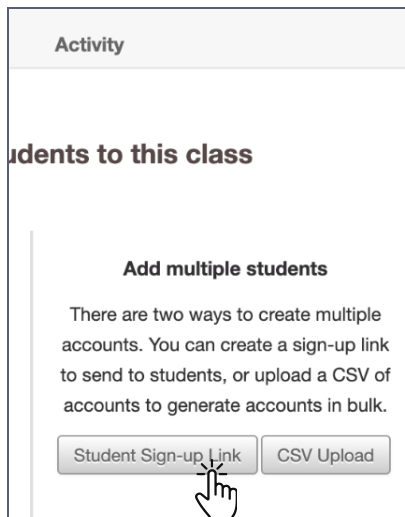 Activity
udents to this class
Add multiple students
There are two ways to create multiple
accounts. You can create a sign-up link
to send to students, or upload a CSV of
accounts to generate accounts in bulk.
Student Sign-up Link CSV Upload